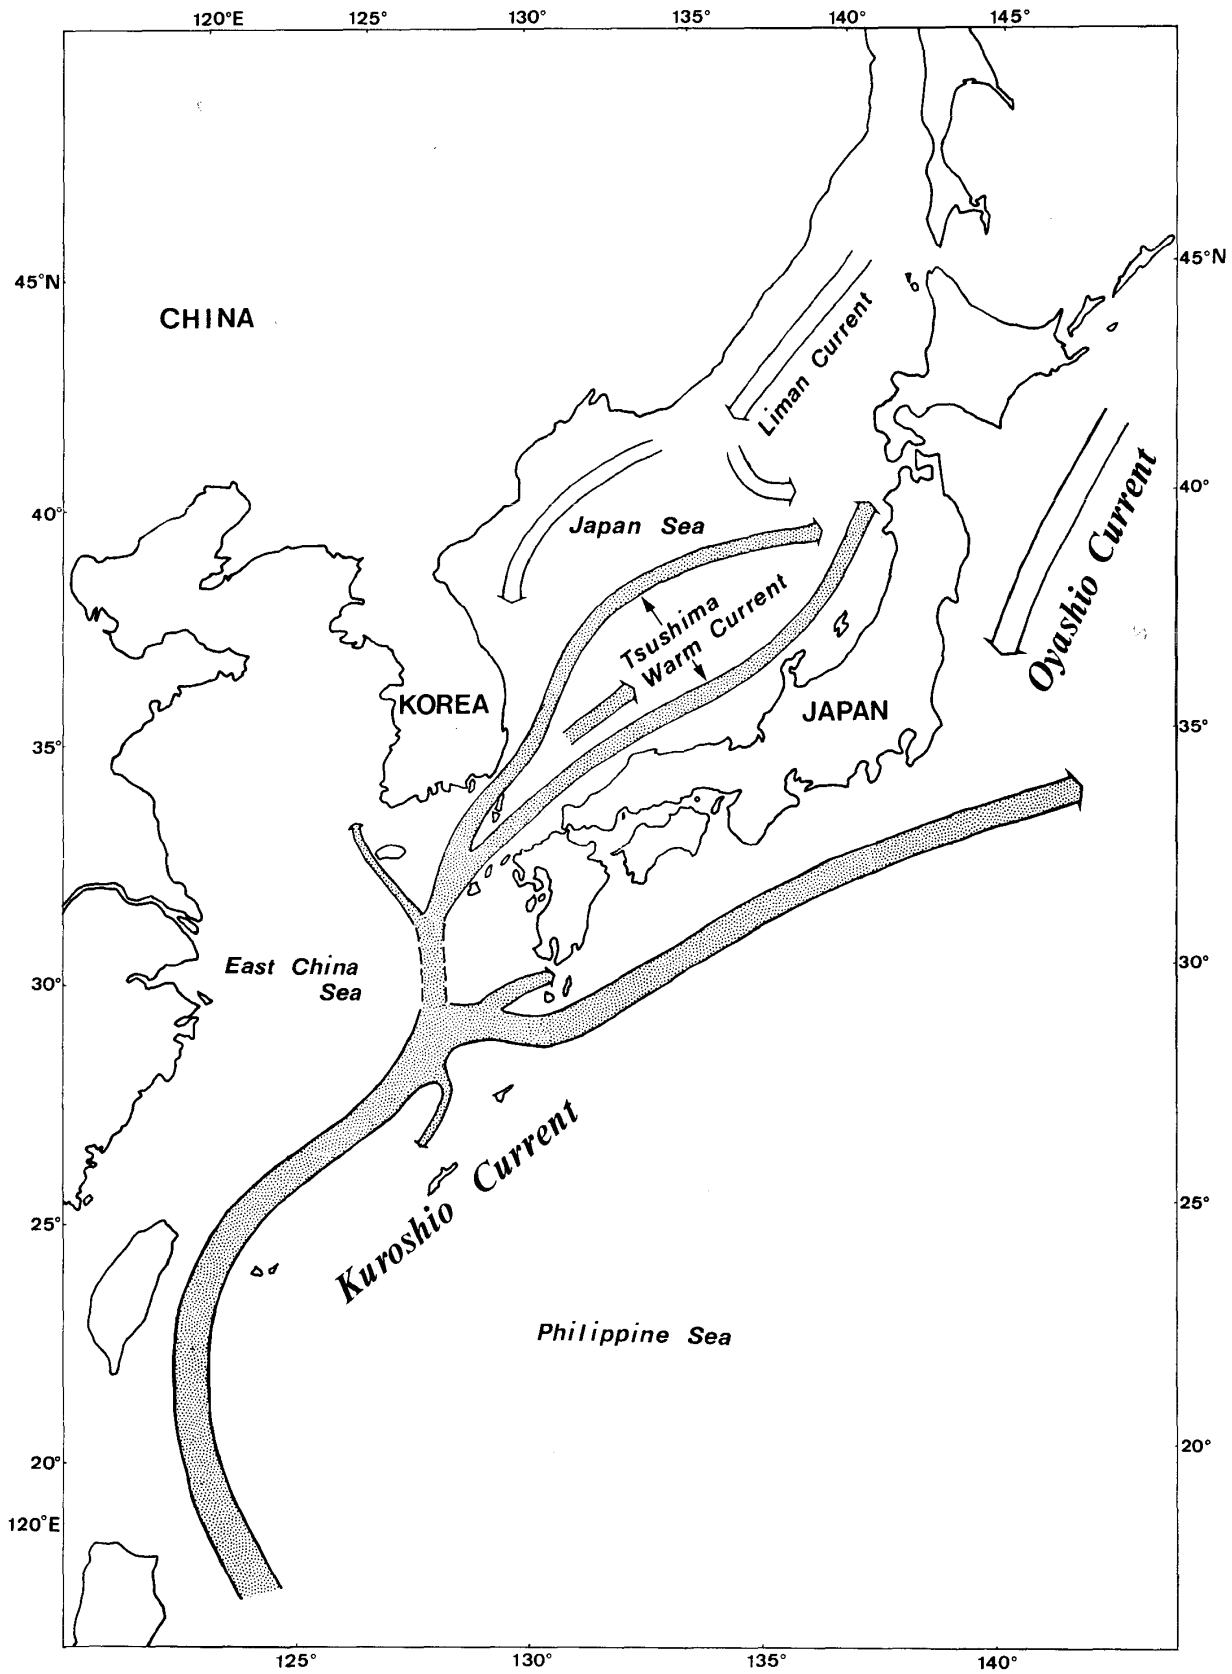 120°E 125° 130° 135° 140° 145°
45°N
45°N
CHINA
Liman Current
40°
40°
Japan Sea
Oyashio Current
Tsushima
Warm Current
KOREA
JAPAN
35°
35°
East China
Sea
30°
30°
Kuroshio Current
25°
25°
Philippine Sea
20°
20°
120°E
125° 130° 135° 140°